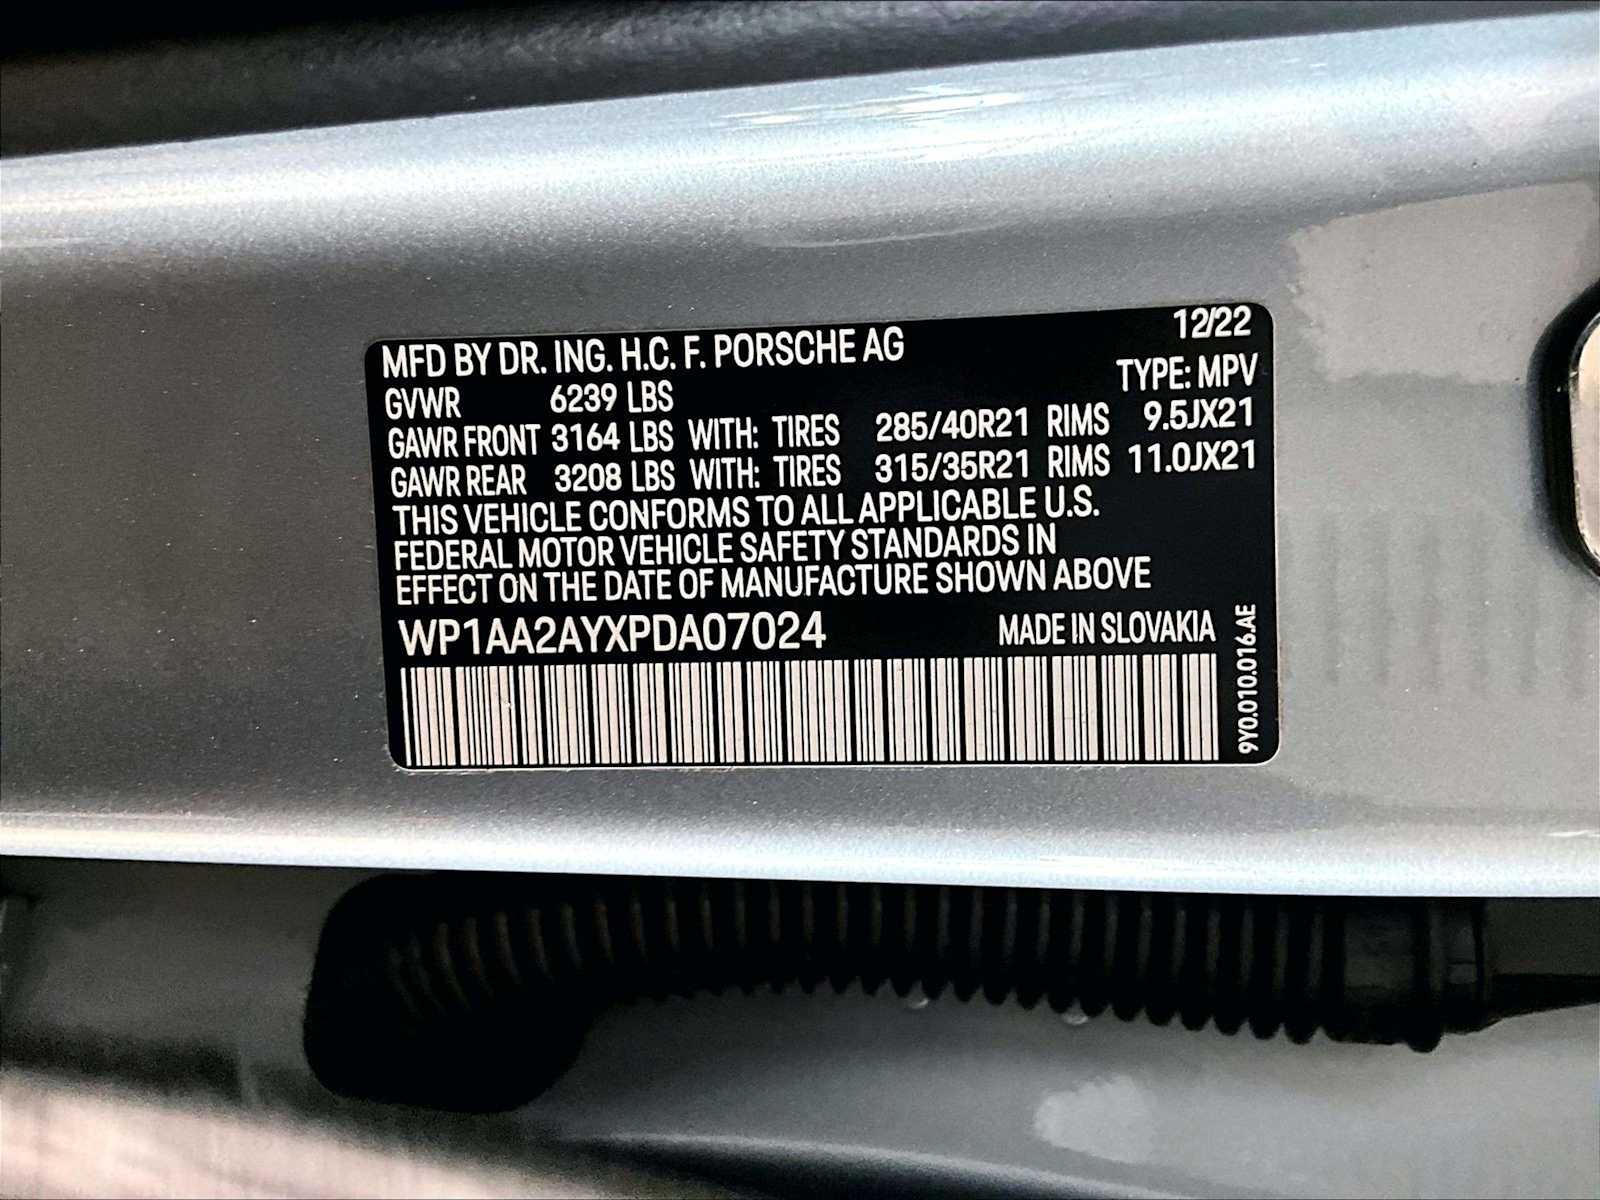 MFD BY DR. ING. H.C. F. PORSCHE AG 12/22
GVWR 6239 LBS TYPE: MPV
GAWR FRONT 3164 LBS WITH: TIRES 285/40R21 RIMS 9.5JX21
GAWR REAR 3208 LBS WITH: TIRES 315/35R21 RIMS 11.0JX21
THIS VEHICLE CONFORMS TO ALL APPLICABLE U.S.
FEDERAL MOTOR VEHICLE SAFETY STANDARDS IN
EFFECT ON THE DATE OF MANUFACTURE SHOWN ABOVE
WP1AA2AYXPDA07024 MADE IN SLOVAKIA
9Y0.010.016.AE